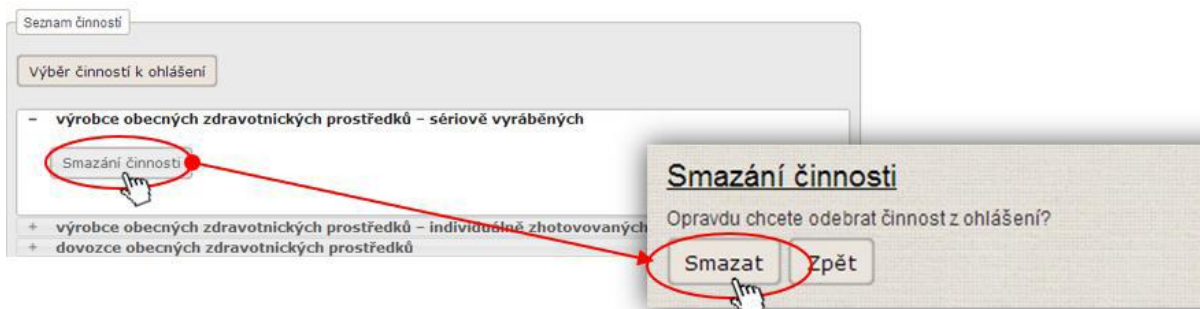 Seznam činností
Výběr činností k ohlášení
– výrobce obecných zdravotnických prostředků – sériově vyráběných
Smazání činnosti
+ výrobce obecných zdravotnických prostředků – individuálně zhotovovaných
+ dovozce obecných zdravotnických prostředků
Smazání činnosti
Opravdu chcete odebrat činnost z ohlášení?
Smazat Zpět